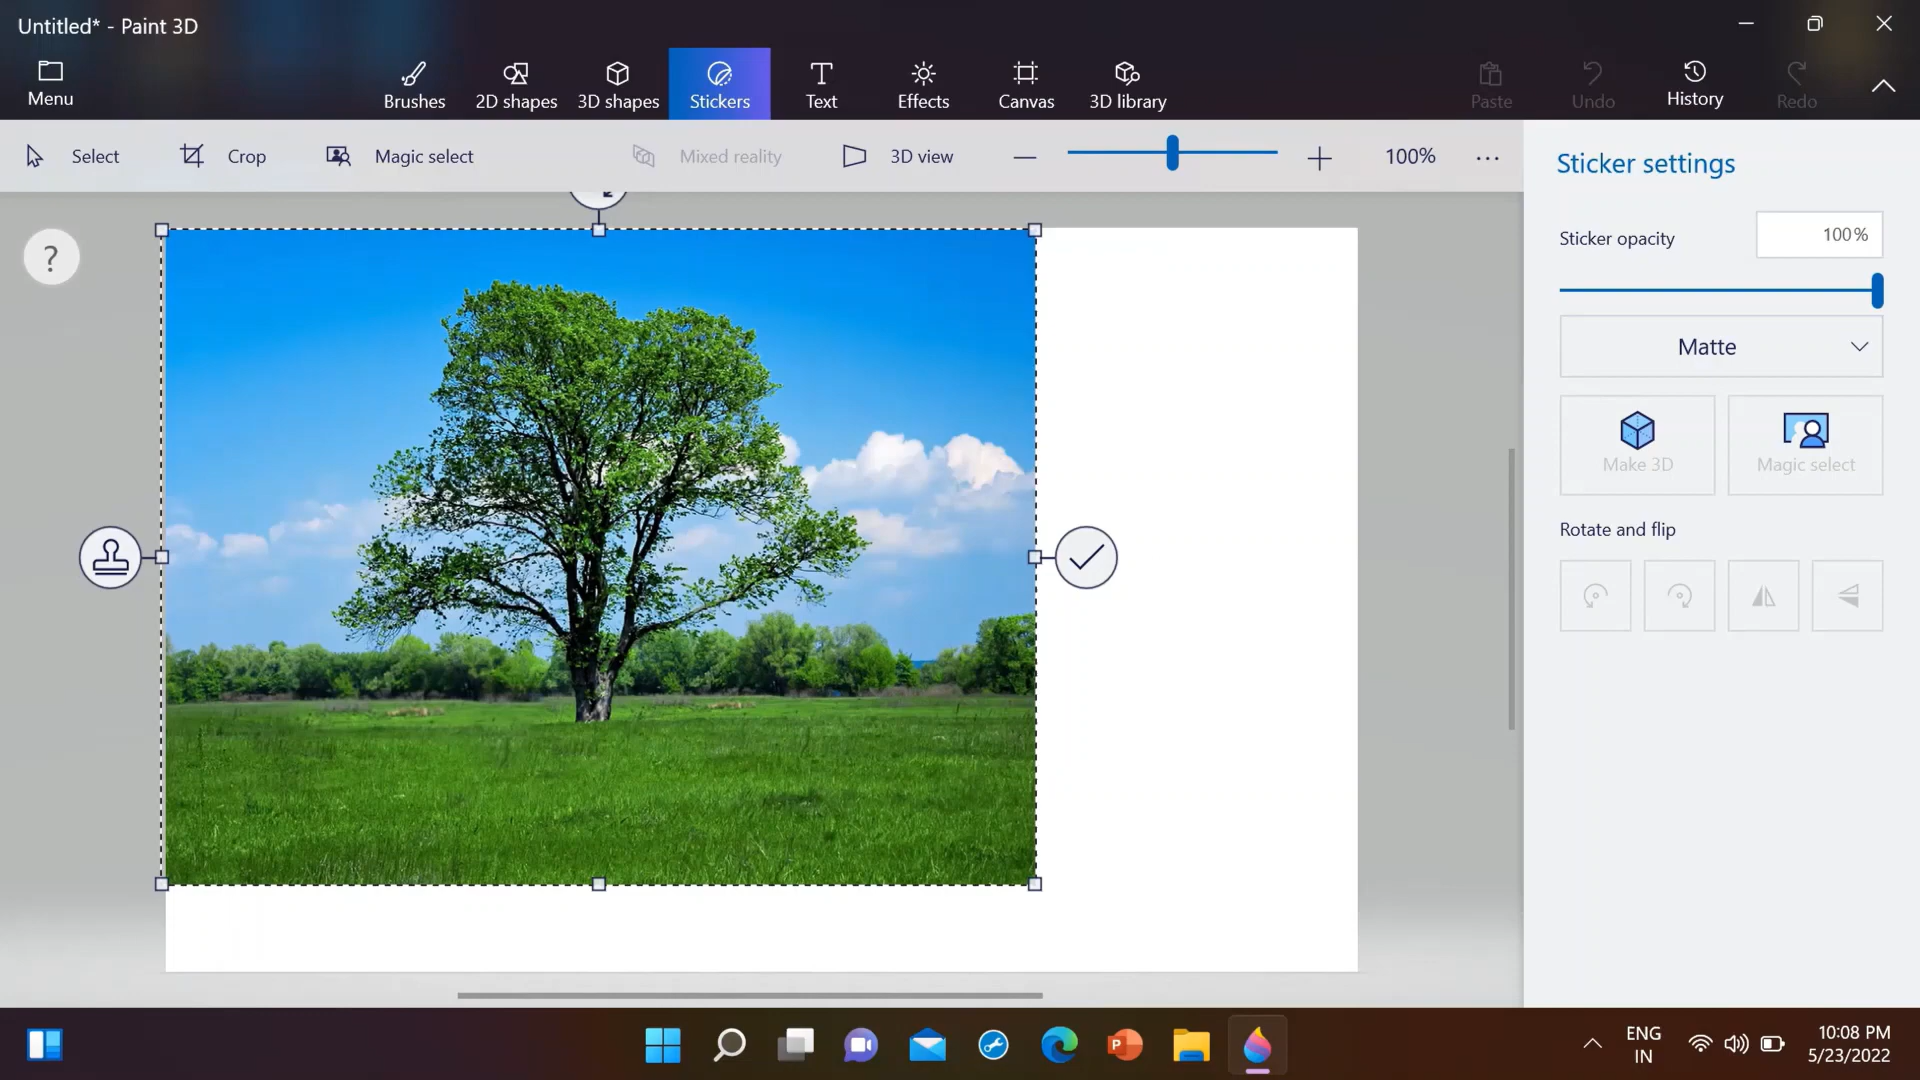 Untitled* - Paint 3D
Menu
Brushes
2D shapes
3D shapes
Stickers
Text
Effects
Canvas
3D library
Paste
Undo
History
Redo
Select
Crop
Magic select
Mixed reality
3D view
100%
Sticker settings
?
Sticker opacity
100%
Matte
Make 3D
Magic select
Rotate and flip
P
ENG
IN
10:08 PM
5/23/2022